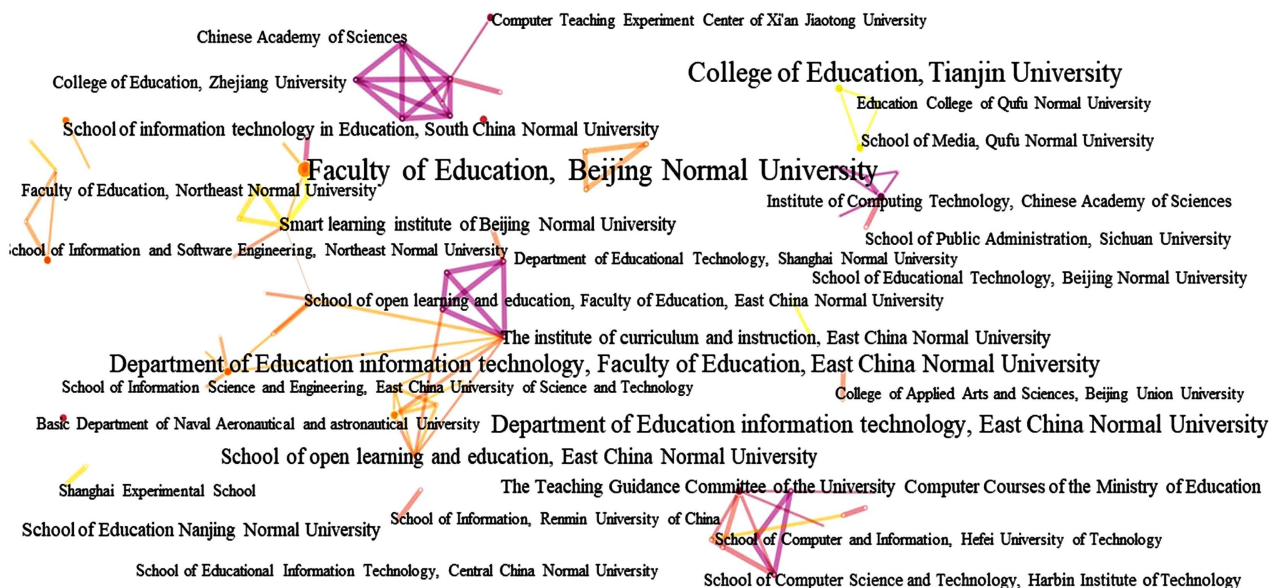 Computer Teaching Experiment Center of Xi'an Jiaotong University
Chinese Academy of Sciences
College of Education, Zhejiang University
College of Education, Tianjin University
Education College of Qufu Normal University
School of information technology in Education, South China Normal University
School of Media, Qufu Normal University
Faculty of Education, Beijing Normal University
Faculty of Education, Northeast Normal University
Institute of Computing Technology, Chinese Academy of Sciences
Smart learning institute of Beijing Normal University
School of Public Administration, Sichuan University
School of Information and Software Engineering, Northeast Normal University
Department of Educational Technology, Shanghai Normal University
School of Educational Technology, Beijing Normal University
School of open learning and education, Faculty of Education, East China Normal University
The institute of curriculum and instruction, East China Normal University
Department of Education information technology, Faculty of Education, East China Normal University
School of Information Science and Engineering, East China University of Science and Technology
College of Applied Arts and Sciences, Beijing Union University
Basic Department of Naval Aeronautical and astronautical University
Department of Education information technology, East China Normal University
School of open learning and education, East China Normal University
Shanghai Experimental School
The Teaching Guidance Committee of the University Computer Courses of the Ministry of Education
School of Information, Renmin University of China
School of Education Nanjing Normal University
School of Computer and Information, Hefei University of Technology
School of Educational Information Technology, Central China Normal University
School of Computer Science and Technology, Harbin Institute of Technology